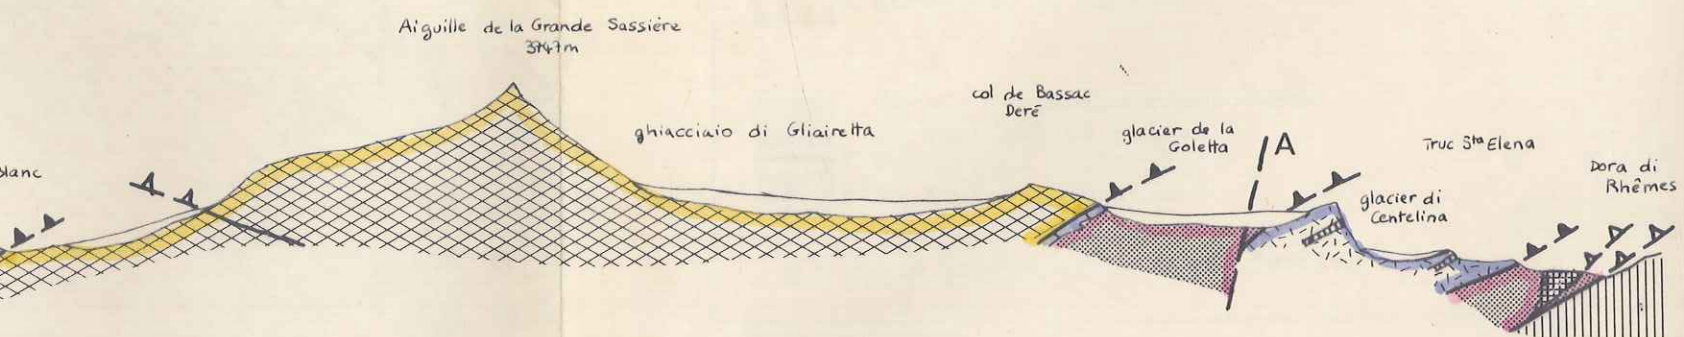 Aiguille de la Grande Sassière
3747m
col de Bassac
Deré
ghiacciaio di Gliairetta
glacier de la
Goletta
A
Truc Sta Elena
Dora di
Rhêmes
glacier di
Centelina
Blanc